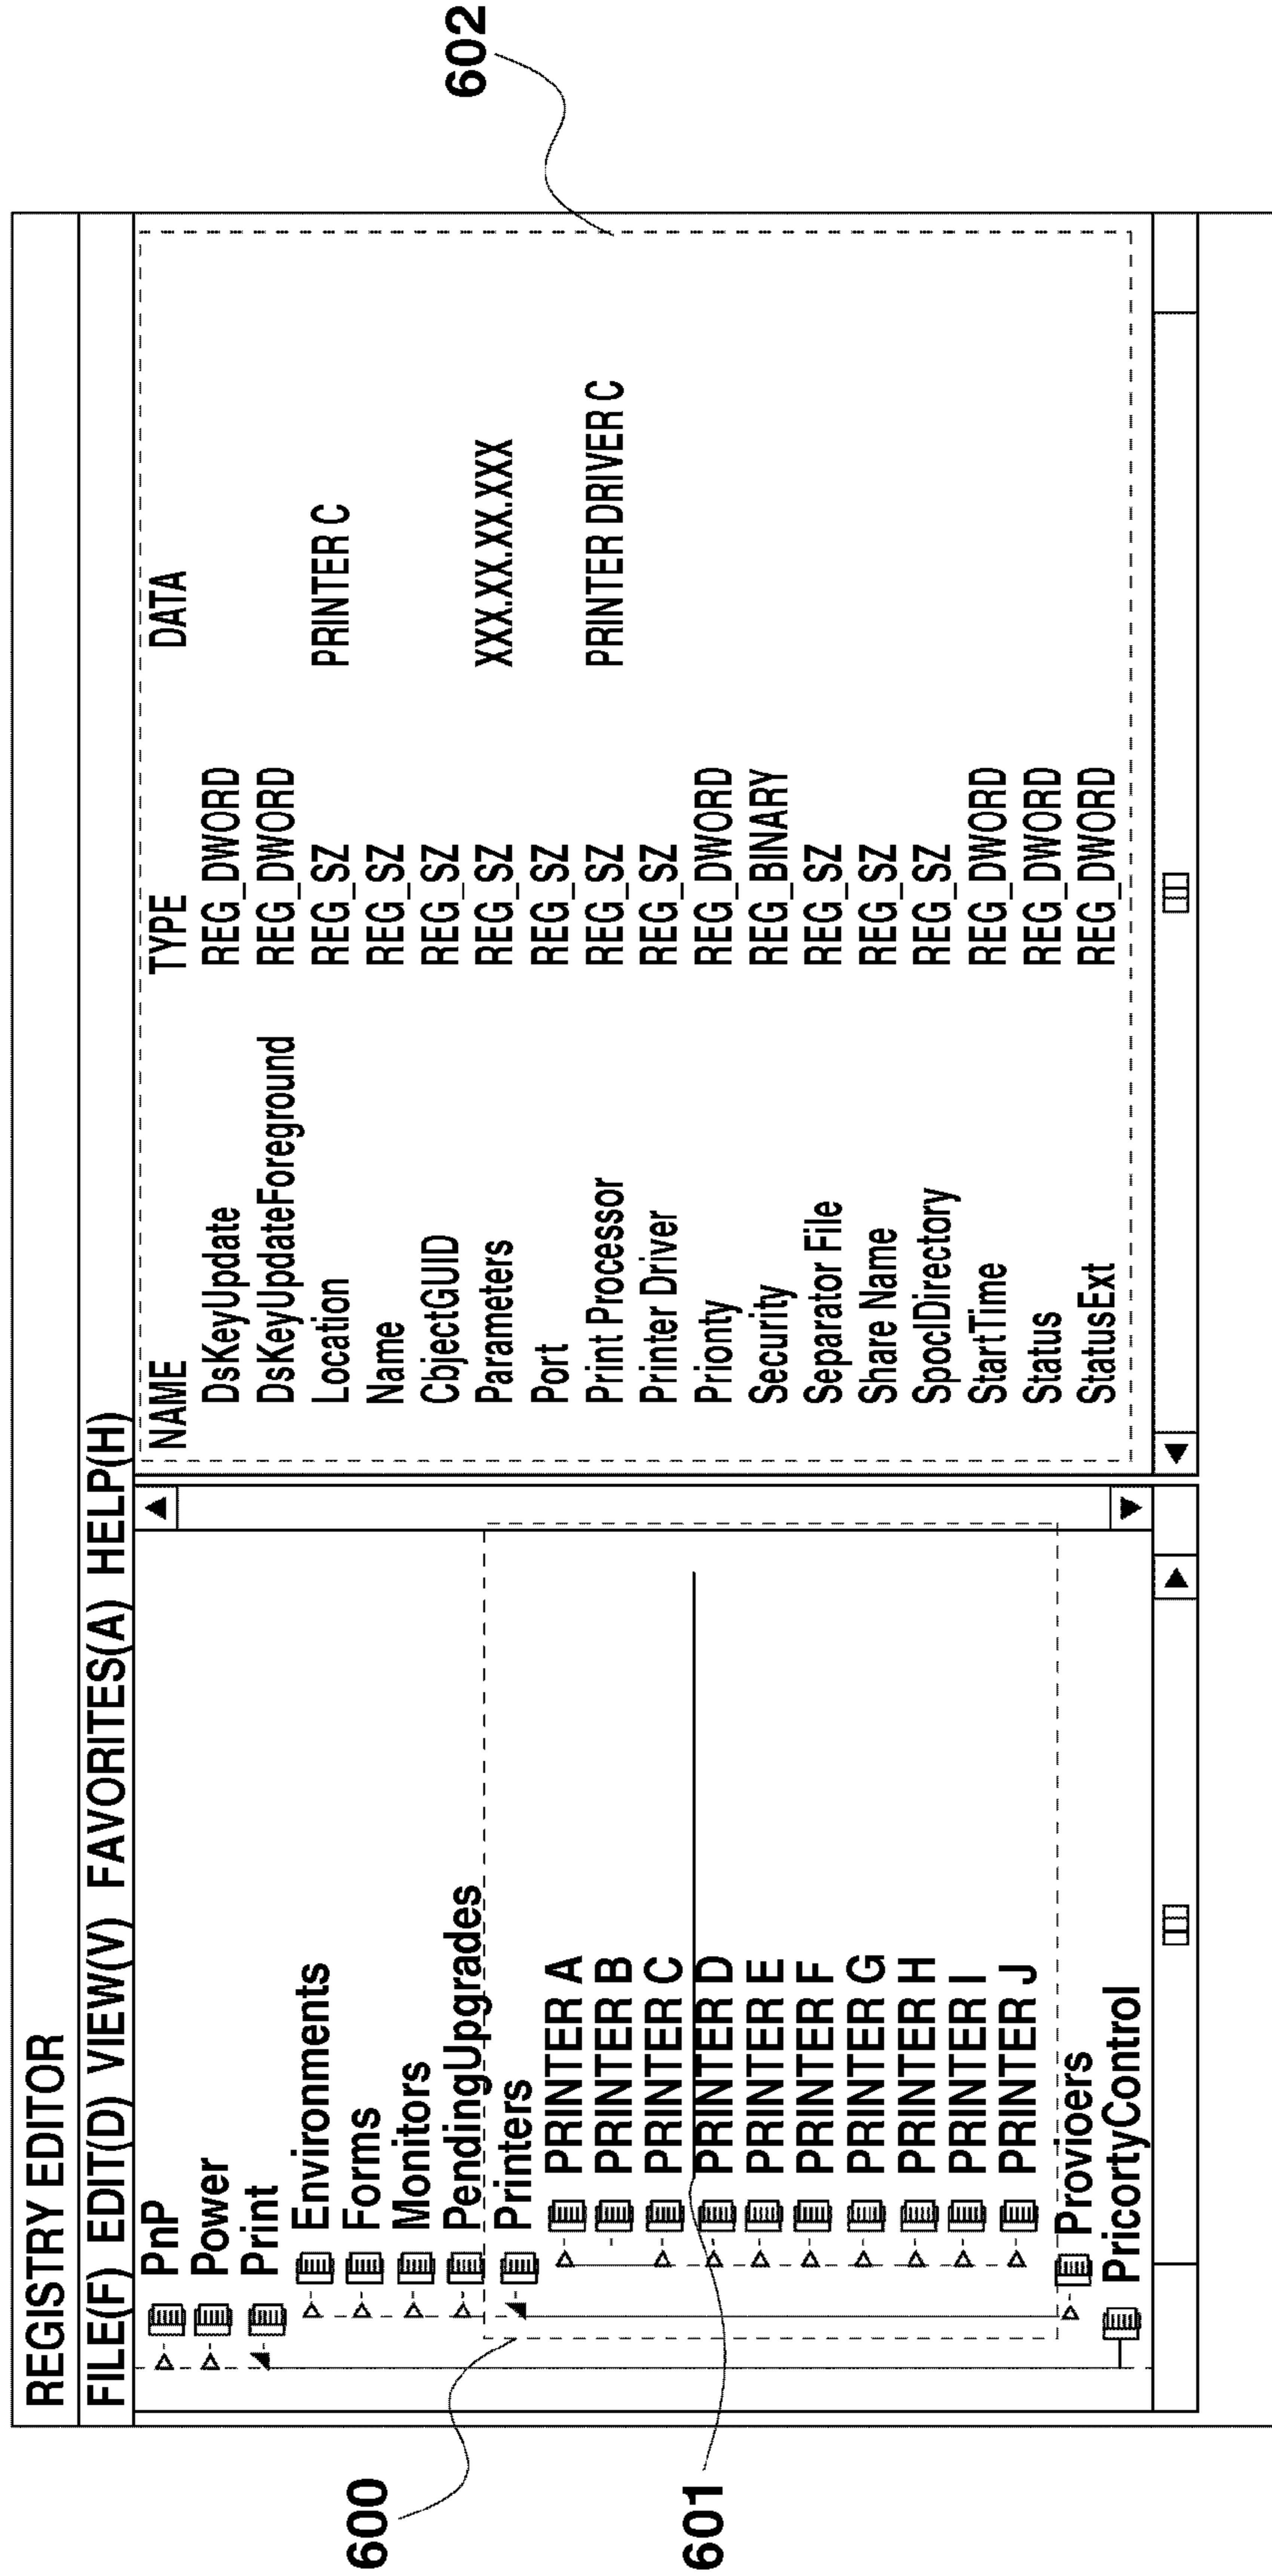 REGISTRY EDITOR
FILE(F) EDIT(D) VIEW(V) FAVORITES(A) HELP(H)
PnP
Power
Print
Environments
Forms
Monitors
PendingUpgrades
Printers
PRINTER A
PRINTER B
PRINTER C
PRINTER D
PRINTER E
PRINTER F
PRINTER G
PRINTER H
PRINTER I
PRINTER J
Provioers
PricortyControl
NAME TYPE DATA
DsKeyUpdate REG_DWORD
DsKeyUpdateForeground REG_DWORD
Location REG_SZ PRINTER C
Name REG_SZ
CbjectGUID REG_SZ
Parameters REG_SZ XXX.XX.XX.XX.XXX
Port REG_SZ
Print Processor REG_SZ PRINTER DRIVER C
Printer Driver REG_SZ
Prionty REG_DWORD
Security REG_BINARY
Separator File REG_SZ
Share Name REG_SZ
SpoclDirectory REG_SZ
StartTime REG_DWORD
Status REG_DWORD
StatusExt REG_DWORD
600
601
602